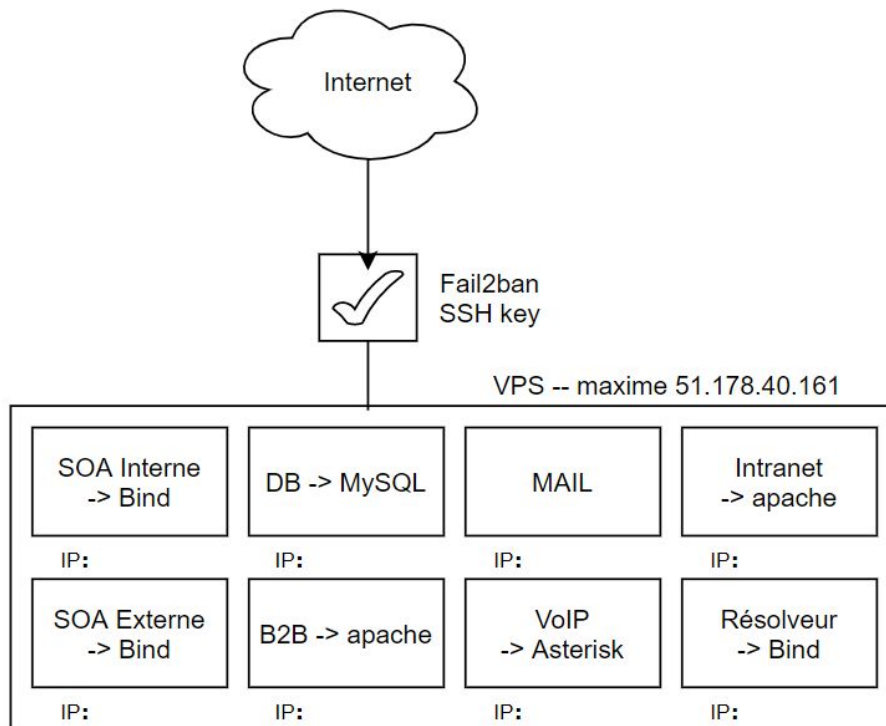 Internet
Fail2ban
SSH key
VPS -- maxime 51.178.40.161
SOA Interne
-> Bind
DB -> MySQL
MAIL
Intranet
-> apache
IP:
IP:
IP:
IP:
SOA Externe
-> Bind
B2B -> apache
VoIP
-> Asterisk
Résolveur
-> Bind
IP:
IP:
IP:
IP: